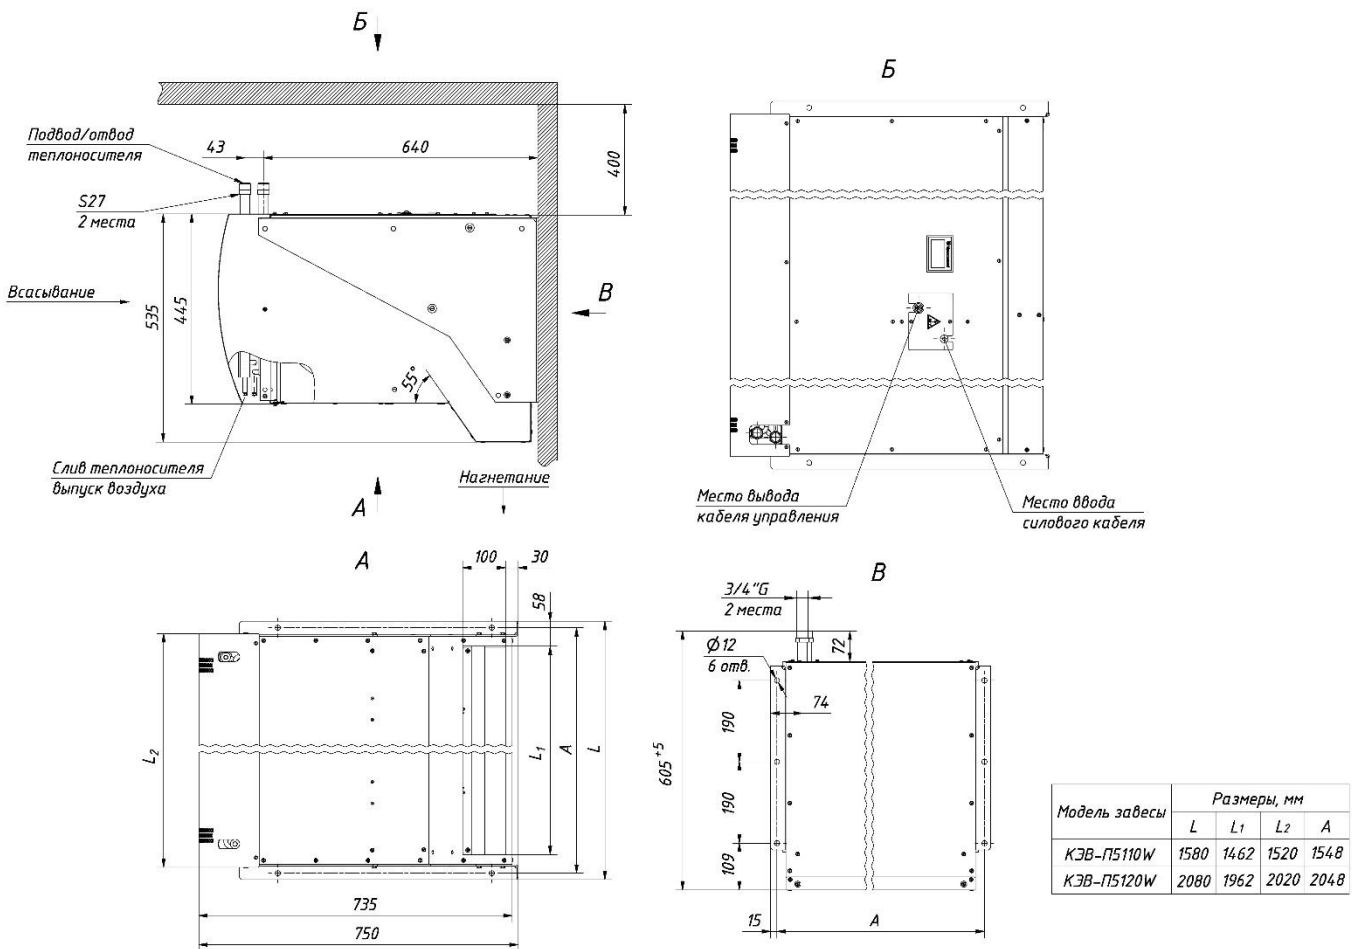 Б
Подвод/отвод
теплоносителя
43
640
400
S27
2 места
Всасывание
535
445
В
55°
Слив теплоносителя
выпуск воздуха
Нагнетание
А
Б
Место вывода
кабеля управления
Место ввода
силового кабеля
А
100
30
58
L₂
L₁
А
L
735
750
В
3/4"G
2 места
72
Ф12
6 отв.
74
190
605⁺⁵
190
109
15
А
Модель завесы
Размеры, мм
L L₁ L₂ А
КЭВ-П5110W 1580 1462 1520 1548
КЭВ-П5120W 2080 1962 2020 2048